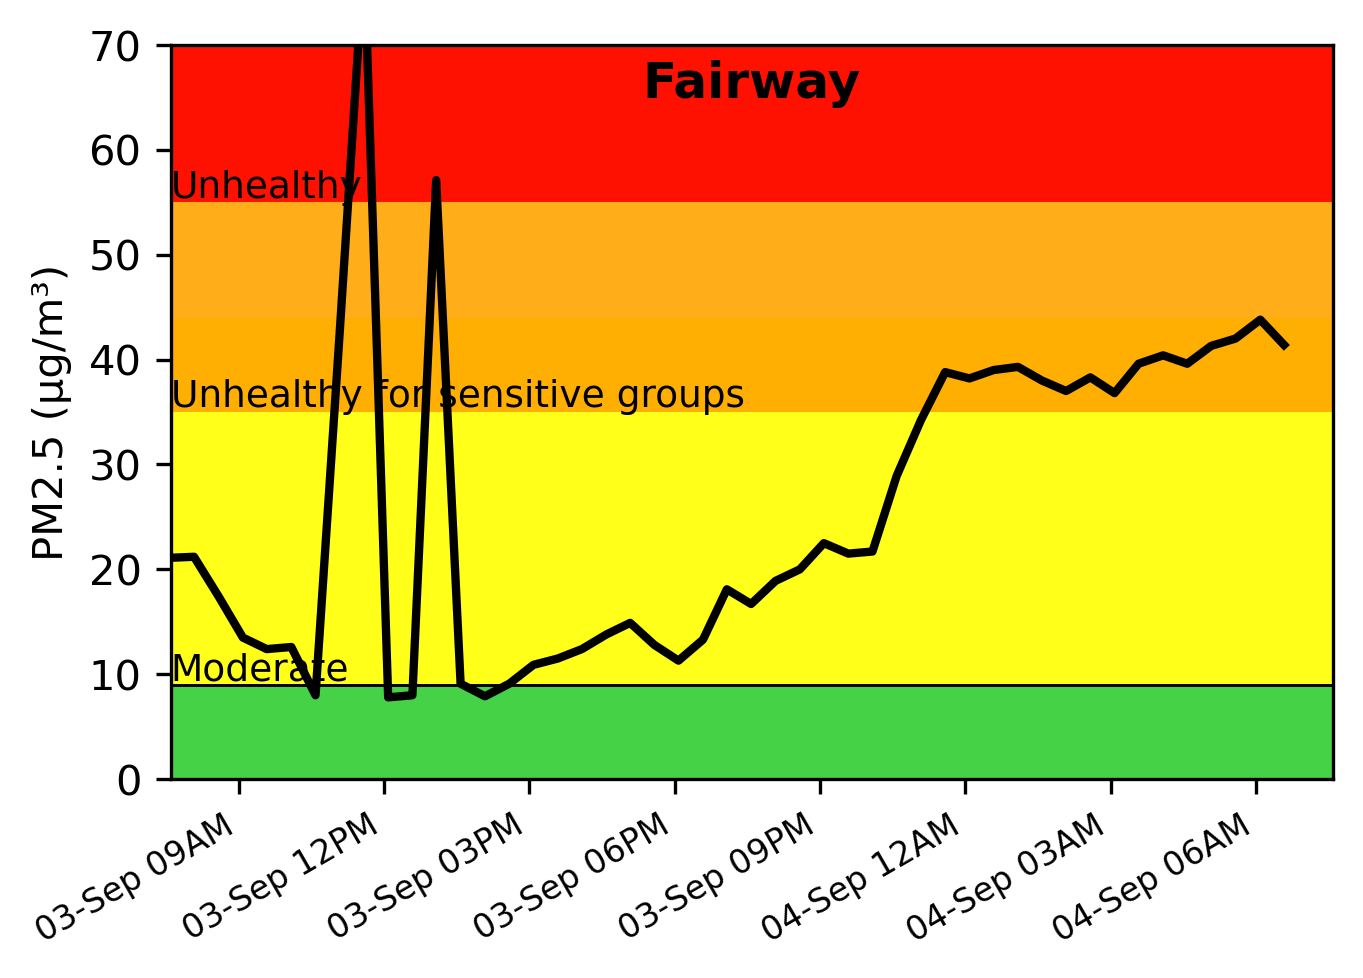 Fairway
PM2.5 (µg/m³)
70
60
50
40
30
20
10
0
Unhealthy
Unhealthy for sensitive groups
Moderate
03-Sep 09AM
03-Sep 12PM
03-Sep 03PM
03-Sep 06PM
03-Sep 09PM
04-Sep 12AM
04-Sep 03AM
04-Sep 06AM